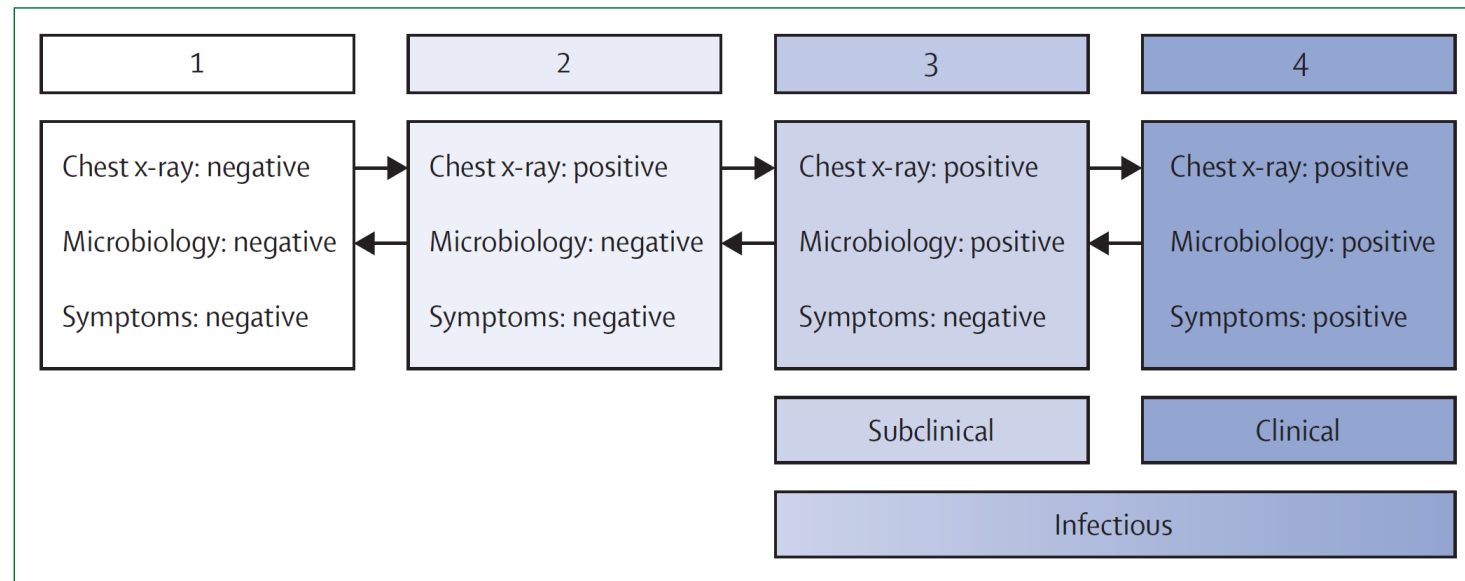 1
2
3
4
Chest x-ray: negative
Microbiology: negative
Symptoms: negative
Chest x-ray: positive
Microbiology: negative
Symptoms: negative
Chest x-ray: positive
Microbiology: positive
Symptoms: negative
Chest x-ray: positive
Microbiology: positive
Symptoms: positive
Subclinical
Clinical
Infectious